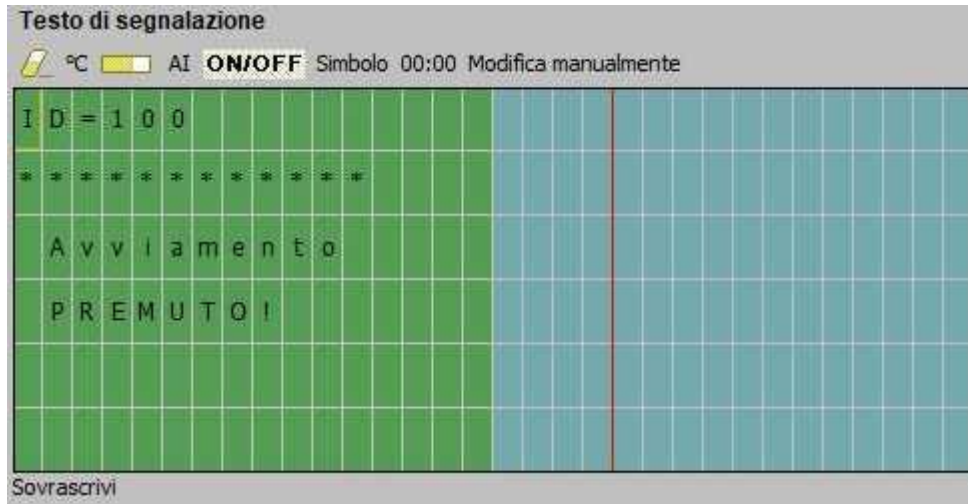 Testo di segnalazione
°C AI ON/OFF Simbolo 00:00 Modifica manualmente
ID=100
************
Avviamento
PREMUTO!
Sovrascrivi